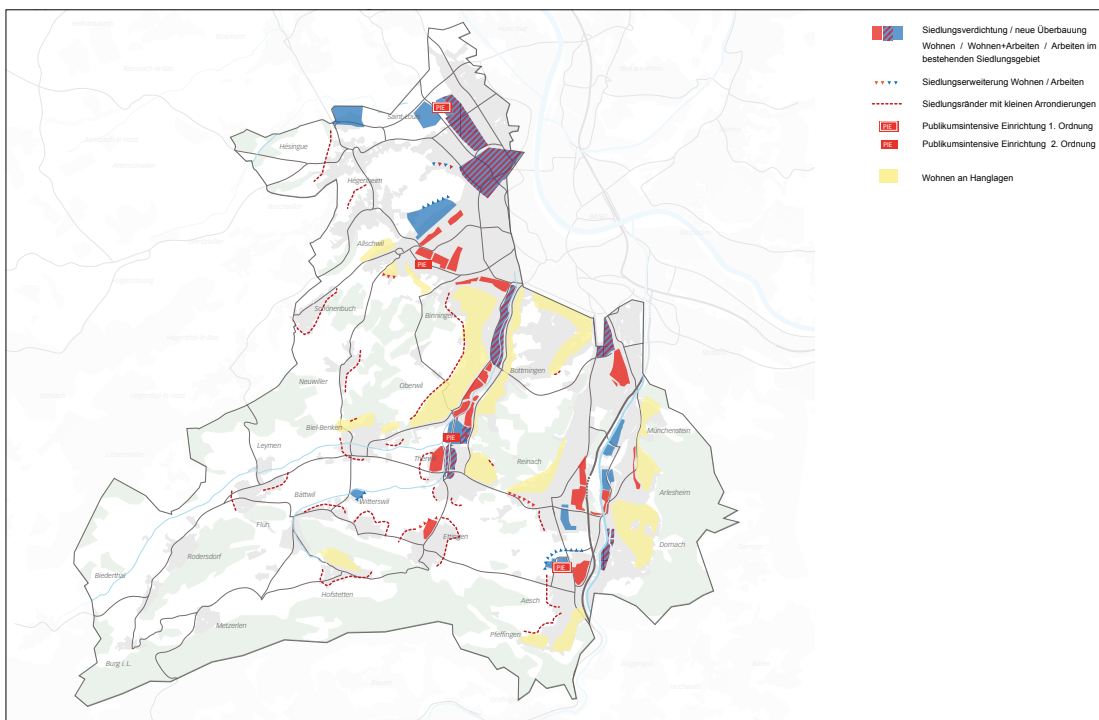 Siedlungsverdichtung / neue Überbauung
Wohnen / Wohnen+Arbeiten / Arbeiten im
bestehenden Siedlungsgebiet
Siedlungserweiterung Wohnen / Arbeiten
Siedlungsränder mit kleinen Arrondierungen
PIE Publikumsintensive Einrichtung 1. Ordnung
PIE Publikumsintensive Einrichtung 2. Ordnung
Wohnen an Hanglagen
PIE
Saint-Louis
Hésingue
Hégenheim
Allschwil
PIE
Schönenbuch
Binningen
Bottmingen
Neuwiller
Oberwil
Biel-Benken
Münchenstein
PIE
Leymen
Therwil
Reinach
Arlesheim
Bättwil
Witterswil
Flüh
Ettingen
Dornach
Rodersdorf
PIE
Biederthal
Hofstetten
Aesch
Metzerlen
Pfeffingen
Burg i. L.